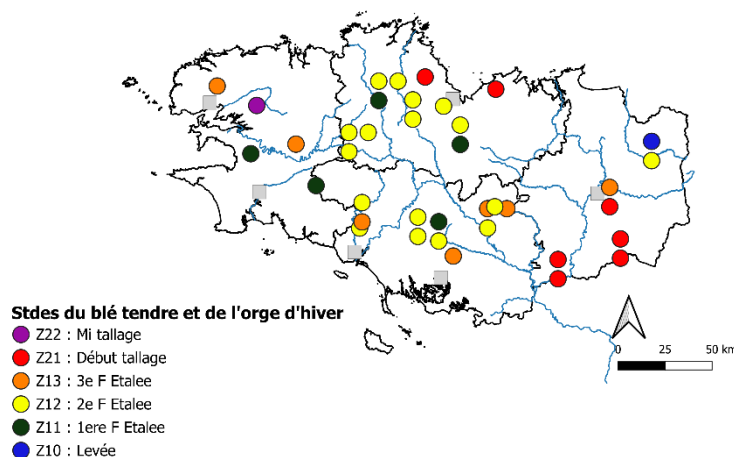 Stdes du blé tendre et de l'orge d'hiver
Z22 : Mi tallage
Z21 : Début tallage
Z13 : 3e F Etalee
Z12 : 2e F Etalee
Z11 : 1ere F Etalee
Z10 : Levée
0 25 50 km